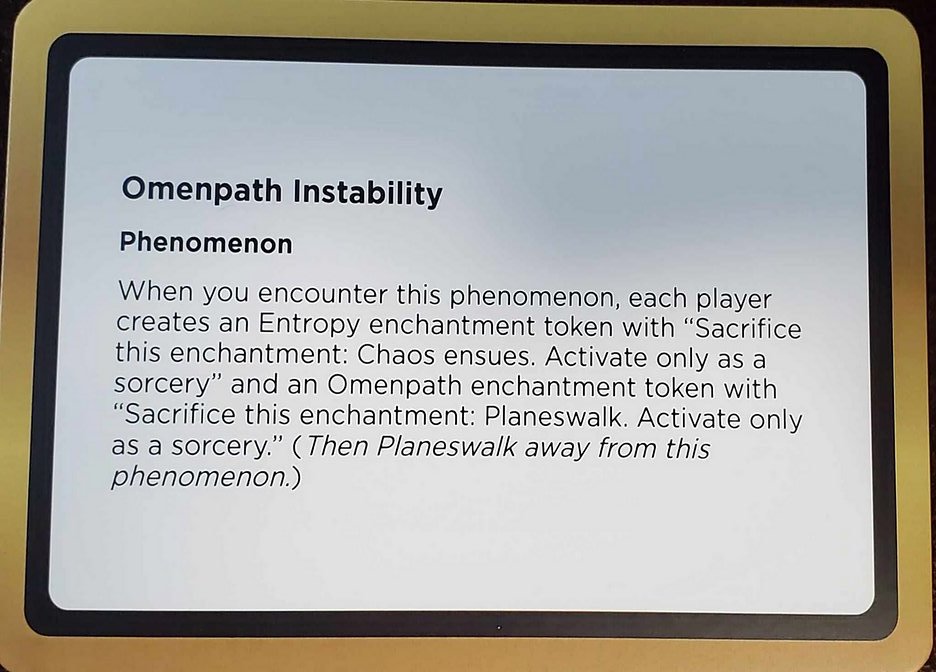 Omenpath Instability
Phenomenon
When you encounter this phenomenon, each player
creates an Entropy enchantment token with “Sacrifice
this enchantment: Chaos ensues. Activate only as a
sorcery” and an Omenpath enchantment token with
“Sacrifice this enchantment: Planeswalk. Activate only
as a sorcery.” (Then Planeswalk away from this
phenomenon.)